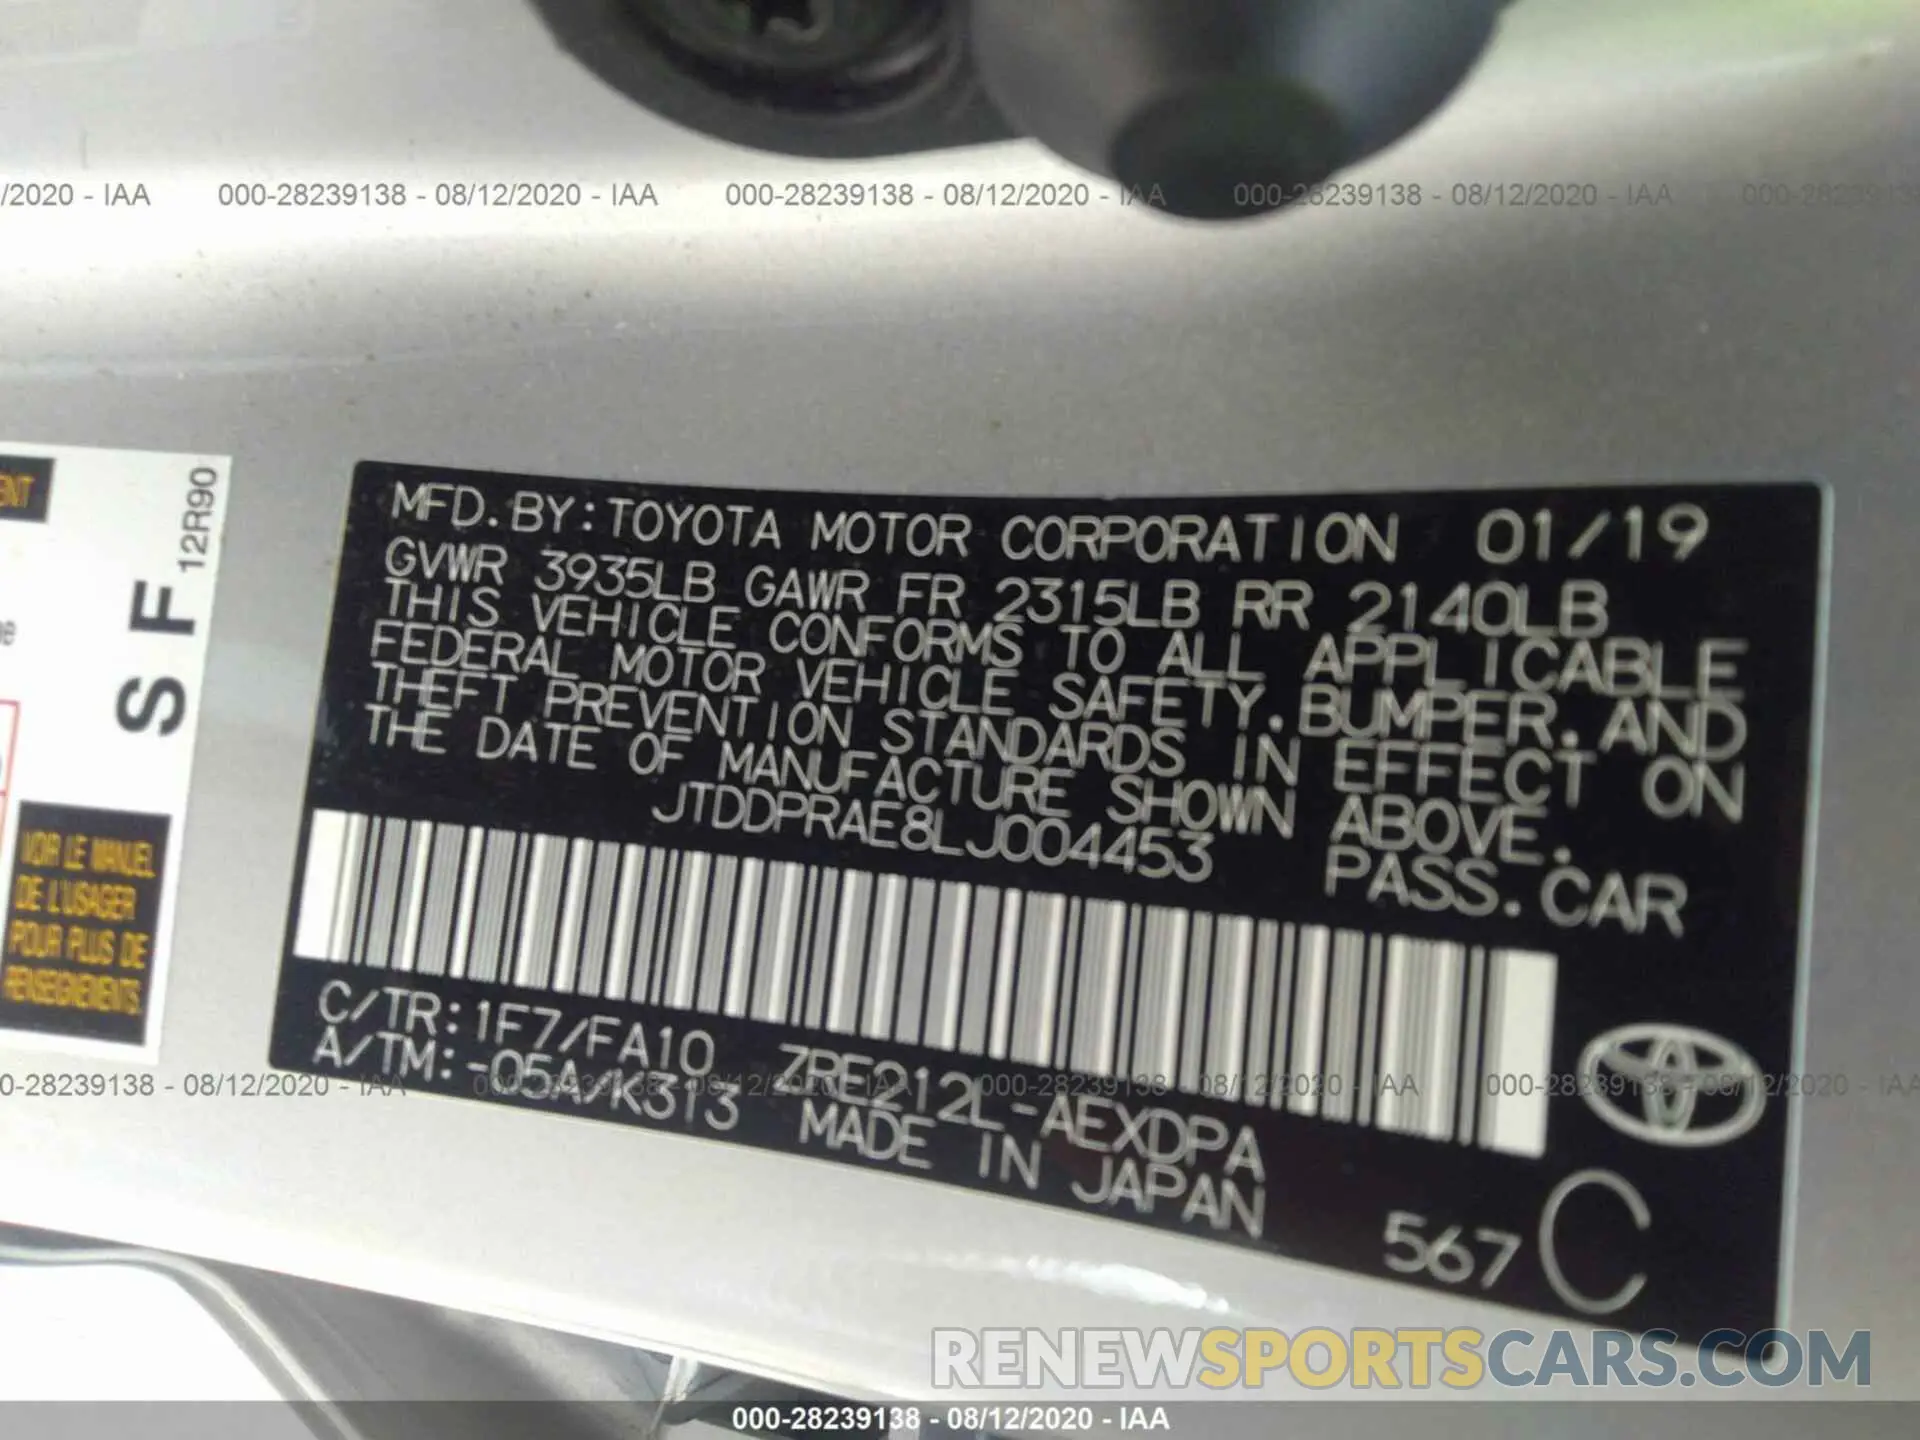 /2020 - IAA 000-28239138 - 08/12/2020 - IAA 000-28239138 - 08/12/2020 - IAA 000-28239138 - 08/12/2020 - IAA 000-28239138
12R90
S F
VOIR LE MANUEL
DE L'USAGER
POUR PLUS DE
RENSEIGNEMENTS
MFD. BY: TOYOTA MOTOR CORPORATION 01/19
GVWR 3935LB GAWR FR 2315LB RR 2140LB
THIS VEHICLE CONFORMS TO ALL APPLICABLE
FEDERAL MOTOR VEHICLE SAFETY. BUMPER. AND
THEFT PREVENTION STANDARDS IN EFFECT ON
THE DATE OF MANUFACTURE SHOWN ABOVE.
JTDDPRAE8LJ004453 PASS. CAR
C/TR: 1F7/FA10 ZRE212L-AEXDPA
A/TM: -05A/K313 MADE IN JAPAN
567 C
0-28239138 - 08/12/2020 - IAA 000-28239138 - 08/12/2020 - IAA 000-28239138 - 08/12/2020 - IAA 000-28239138 - 08/12/2020 - IAA
RENEWSPORTSCARS.COM
000-28239138 - 08/12/2020 - IAA